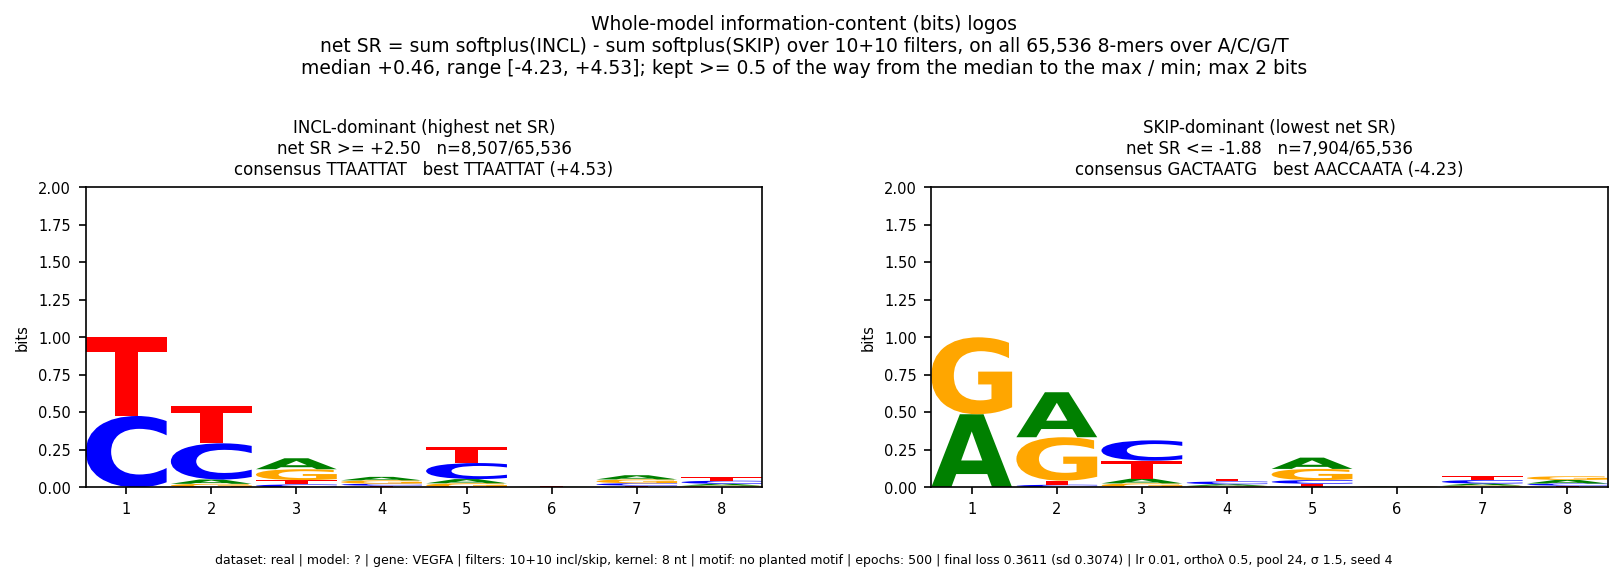 Whole-model information-content (bits) logos
net SR = sum softplus(INCL) - sum softplus(SKIP) over 10+10 filters, on all 65,536 8-mers over A/C/G/T
median +0.46, range [-4.23, +4.53]; kept >= 0.5 of the way from the median to the max / min; max 2 bits
INCL-dominant (highest net SR)
net SR >= +2.50 n=8,507/65,536
consensus TTAATTAT best TTAATTAT (+4.53)
2.00
1.75
1.50
1.25
1.00
0.75
0.50
0.25
0.00
bits
T
C
T
C
A
G
T
C
1 2 3 4 5 6 7 8
SKIP-dominant (lowest net SR)
net SR <= -1.88 n=7,904/65,536
consensus GACTAATG best AACCAATA (-4.23)
2.00
1.75
1.50
1.25
1.00
0.75
0.50
0.25
0.00
bits
G
A
A
G
C
T
A
G
1 2 3 4 5 6 7 8
dataset: real | model: ? | gene: VEGFA | filters: 10+10 incl/skip, kernel: 8 nt | motif: no planted motif | epochs: 500 | final loss 0.3611 (sd 0.3074) | lr 0.01, orthoλ 0.5, pool 24, σ 1.5, seed 4